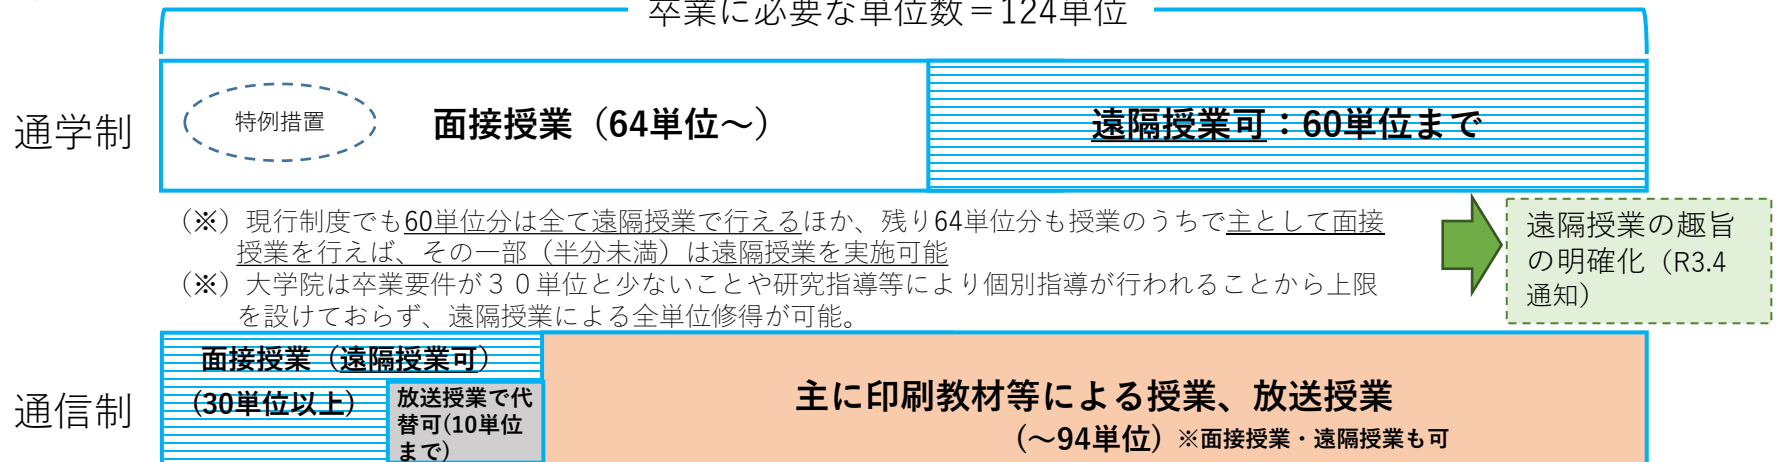 卒業に必要な単位数＝124単位
通学制
特例措置
面接授業（64単位～）
遠隔授業可：60単位まで
（※）現行制度でも60単位分は全て遠隔授業で行えるほか、残り64単位分も授業のうちで主として面接
授業を行えば、その一部（半分未満）は遠隔授業を実施可能
（※）大学院は卒業要件が３０単位と少ないことや研究指導等により個別指導が行われることから上限
を設けておらず、遠隔授業による全単位修得が可能。
遠隔授業の趣旨
の明確化（R3.4
通知）
通信制
面接授業（遠隔授業可）
(30単位以上)
放送授業で代
替可(10単位
まで)
主に印刷教材等による授業、放送授業
（～94単位）※面接授業・遠隔授業も可